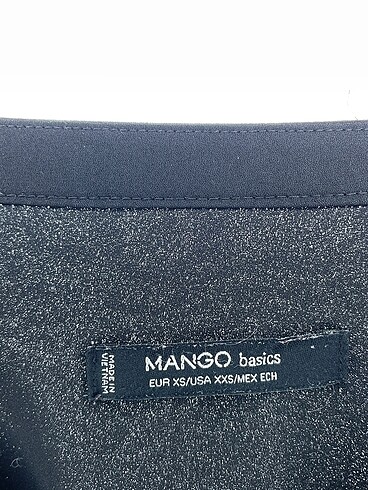 MANGO basics
EUR XS/USA XXS/MEX ECH
MADE IN
VIETNAM